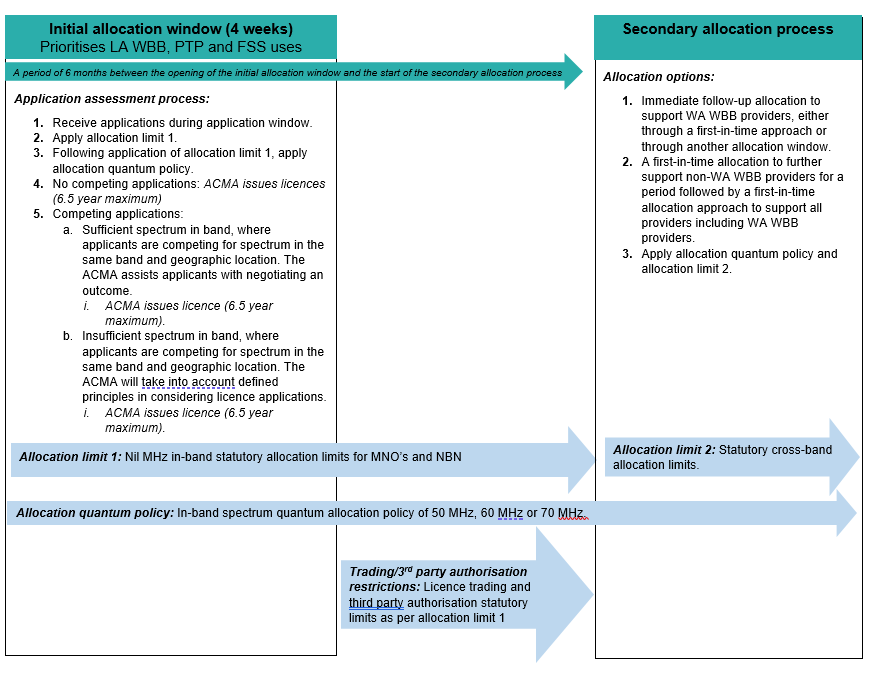 Initial allocation window (4 weeks)
Prioritises LA WBB, PTP and FSS uses
Secondary allocation process
A period of 6 months between the opening of the initial allocation window and the start of the secondary allocation process
Application assessment process:
1. Receive applications during application window.
2. Apply allocation limit 1.
3. Following application of allocation limit 1, apply
allocation quantum policy.
4. No competing applications: ACMA issues licences
(6.5 year maximum)
5. Competing applications:
a. Sufficient spectrum in band, where
applicants are competing for spectrum in the
same band and geographic location. The
ACMA assists applicants with negotiating an
outcome.
i. ACMA issues licence (6.5 year
maximum).
b. Insufficient spectrum in band, where
applicants are competing for spectrum in the
same band and geographic location. The
ACMA will take into account defined
principles in considering licence applications.
i. ACMA issues licence (6.5 year
maximum).
Allocation options:
1. Immediate follow-up allocation to
support WA WBB providers, either
through a first-in-time approach or
through another allocation window.
2. A first-in-time allocation to further
support non-WA WBB providers for a
period followed by a first-in-time
allocation approach to support all
providers including WA WBB
providers.
3. Apply allocation quantum policy and
allocation limit 2.
Allocation limit 1: Nil MHz in-band statutory allocation limits for MNO's and NBN
Allocation limit 2: Statutory cross-band
allocation limits.
Allocation quantum policy: In-band spectrum quantum allocation policy of 50 MHz, 60 MHz or 70 MHz.
Trading/3rd party authorisation
restrictions: Licence trading and
third party authorisation statutory
limits as per allocation limit 1